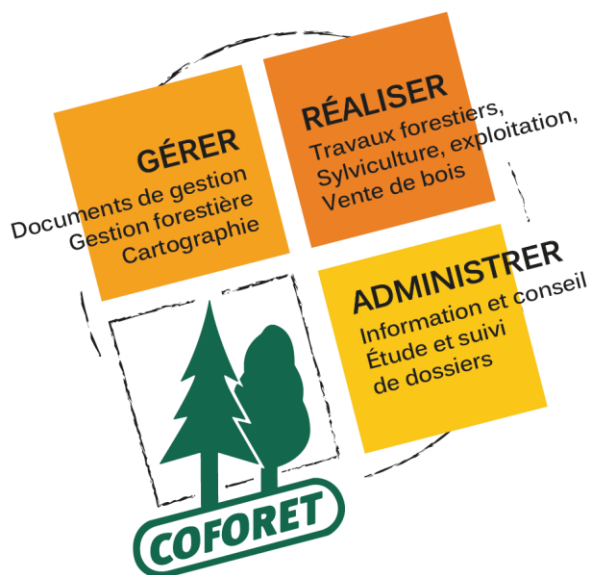 GÉRER
Documents de gestion
Gestion forestière
Cartographie
RÉALISER
Travaux forestiers,
Sylviculture, exploitation,
Vente de bois
ADMINISTRER
Information et conseil
Étude et suivi
de dossiers
COFORET